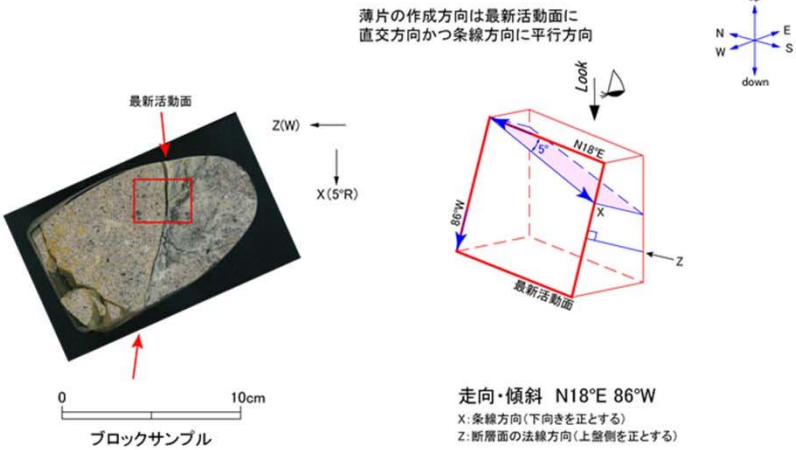 薄片の作成方向は最新活動面に
直交方向かつ条線方向に平行方向
N
E
W
S
down
最新活動面
Z(W)
X(5°R)
Look
N18°E
5°
X
86°W
Z
最新活動面
0
10cm
ブロックサンプル
走向・傾斜 N18°E 86°W
X:条線方向(下向きを正とする)
Z:断層面の法線方向(上盤側を正とする)